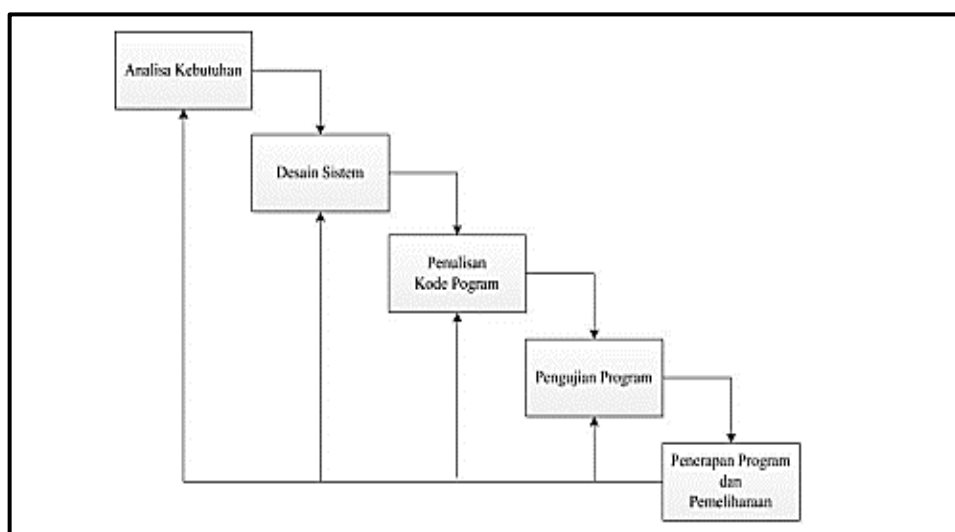 Analisa Kebutuhan
Desain Sistem
Penulisan
Kode Pogram
Pengujian Program
Penerapan Program
dan
Pemeliharaan